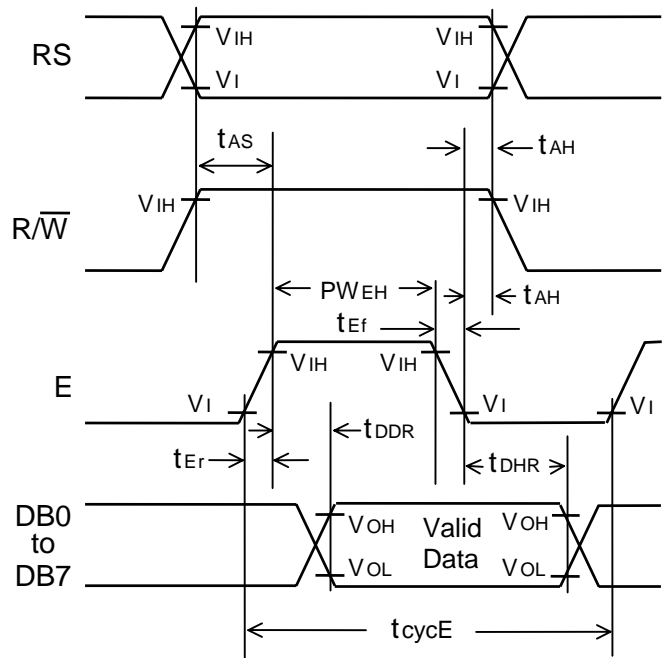 RS
VIH
VIH
VI
VI
tAS
tAH
R/W̅
VIH
VIH
PWEH
tAH
tEf
E
VIH
VIH
VI
VI
VI
tDDR
tEr
tDHR
DB0
to
DB7
VOH
Valid
Data
VOH
VOL
VOL
tcycE